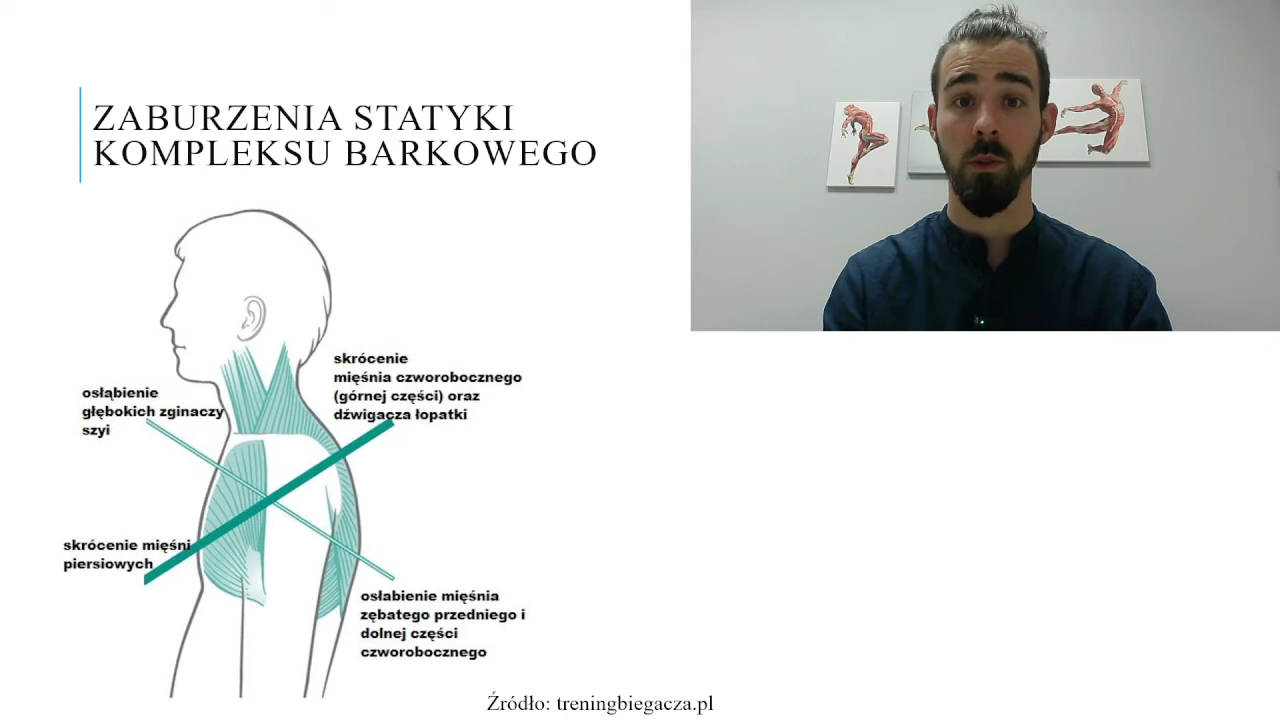 ZABURZENIA STATYKI
KOMPLEKSU BARKOWEGO
skrócenie
mięśnia czworobocznego
(górnej części) oraz
dźwigacza łopatki
osłąbienie
głębokich zginaczy
szyi
skrócenie mięśni
piersiowych
osłabienie mięśnia
zębatego przedniego i
dolnej części
czworobocznego
Źródło: treningbiegacza.pl